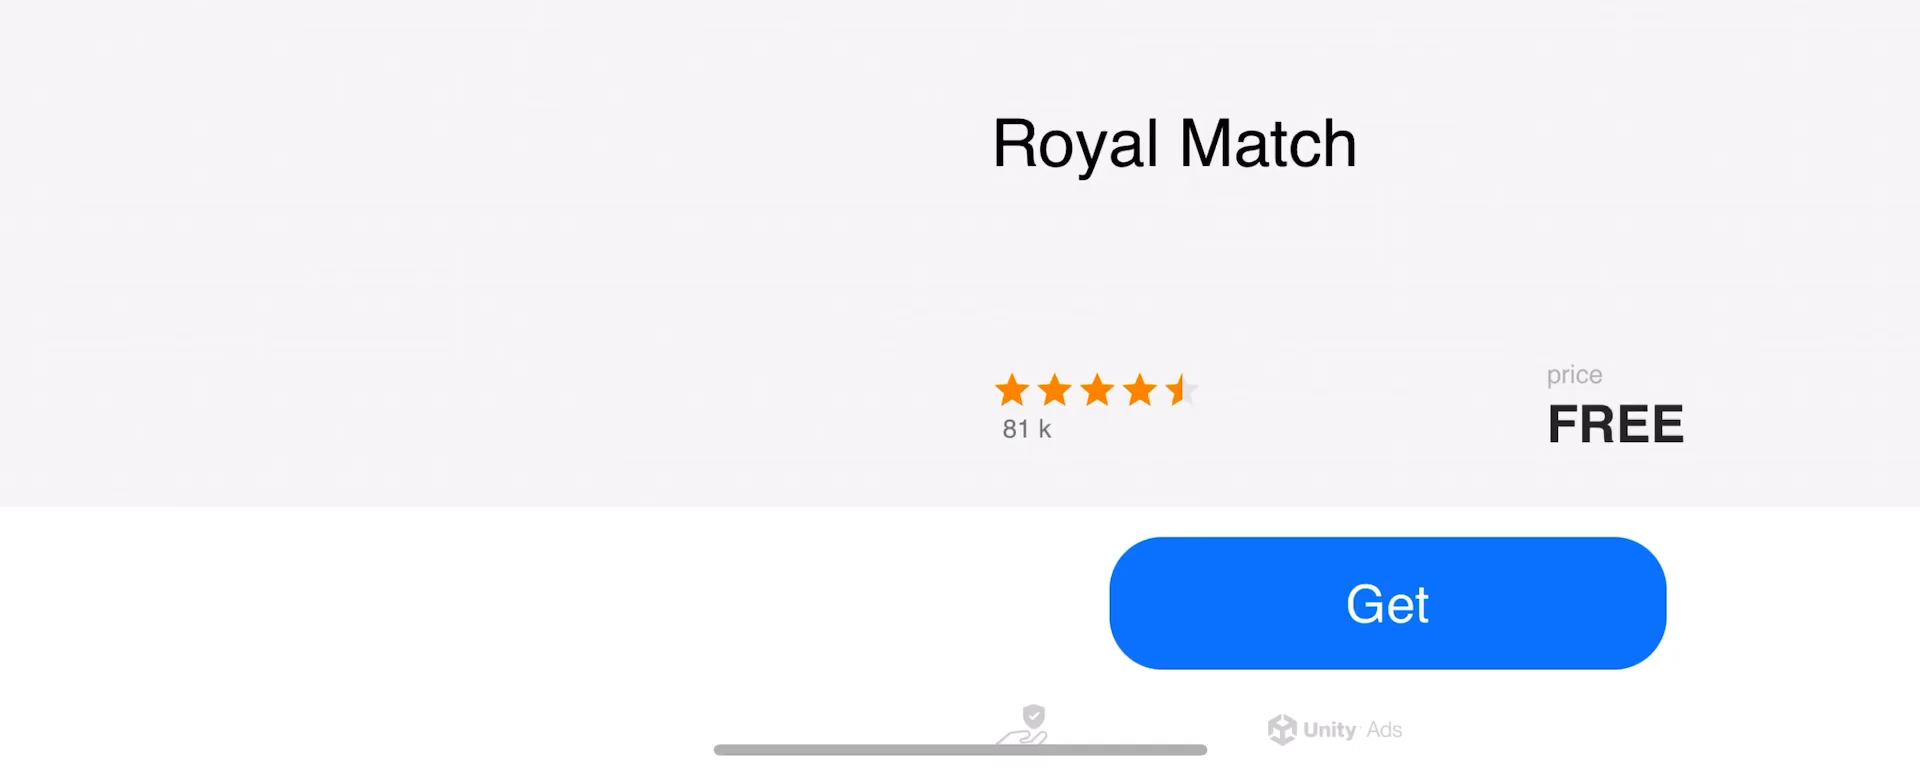 Royal Match
81 k
price
FREE
Get
Unity Ads